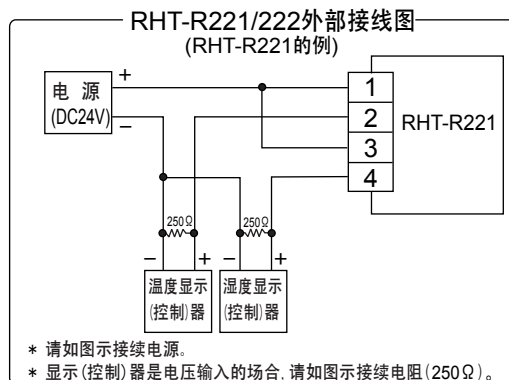 RHT-R221/222外部接线图
(RHT-R221的例)
电 源
(DC24V)
+
−
1
2
3
4
RHT-R221
250Ω
250Ω
− +
− +
温度显示
(控制)器
湿度显示
(控制)器
* 请如图示接续电源。
* 显示(控制)器是电压输入的场合, 请如图示接续电阻(250Ω)。